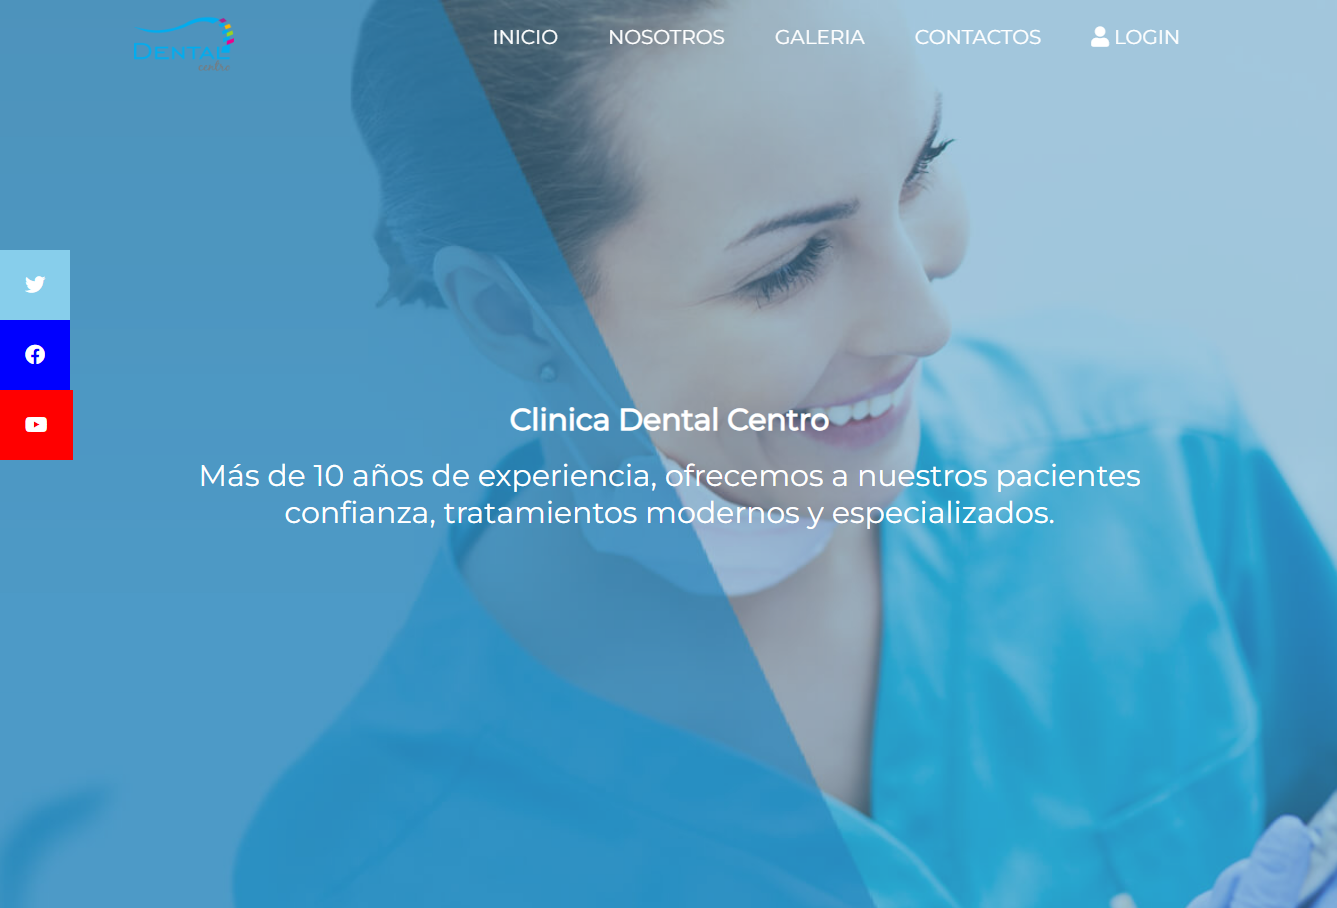 DENTAL
centro
INICIO
NOSOTROS
GALERIA
CONTACTOS
LOGIN
Clinica Dental Centro
Más de 10 años de experiencia, ofrecemos a nuestros pacientes
confianza, tratamientos modernos y especializados.